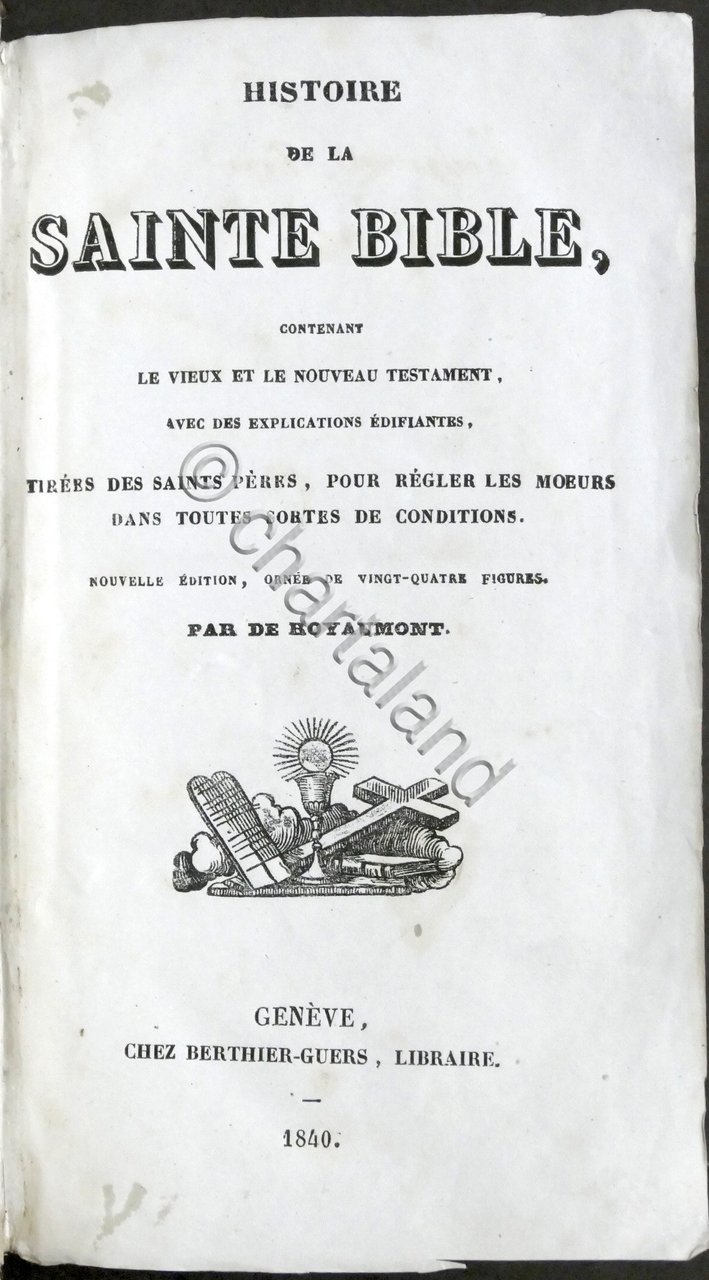 HISTOIRE
DE LA
SAINTE BIBLE,
CONTENANT
LE VIEUX ET LE NOUVEAU TESTAMENT,
AVEC DES EXPLICATIONS ÉDIFIANTES,
TIRÉES DES SAINTS PÈRES, POUR RÉGLER LES MOEURS
DANS TOUTES SORTES DE CONDITIONS.
NOUVELLE ÉDITION, ORNÉE DE VINGT-QUATRE FIGURES.
PAR DE ROYAUMONT.
© chartaland
GENÈVE,
CHEZ BERTHIER-GUERS, LIBRAIRE.
—
1840.